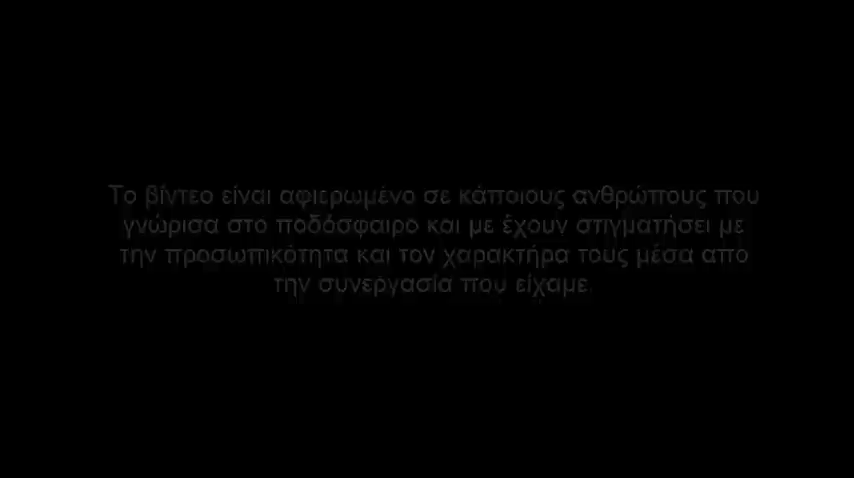 Το βίντεο είναι αφιερωμένο σε κάποιους ανθρώπους που
γνώρισα στο ποδόσφαιρο και με έχουν στιγματήσει με
την προσωπικότητα και τον χαρακτήρα τους μέσα απο
την συνεργασία που είχαμε